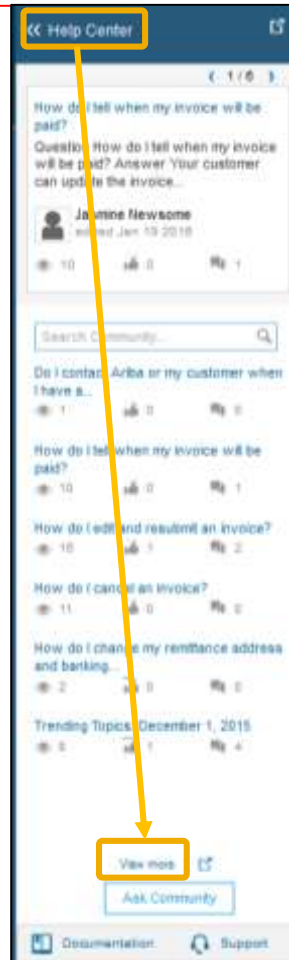 « Help Center
1/6
How do I tell when my invoice will be
paid?
Question How do I tell when my invoice
will be paid? Answer Your customer
can update the invoice...
Jasmine Newsome
edited Jan 19 2016
10 0 1
Search Community...
Do I contact Ariba or my customer when
I have a...
1 0 0
How do I tell when my invoice will be
paid?
10 0 1
How do I edit and resubmit an invoice?
16 1 2
How do I cancel an invoice?
11 0 0
How do I change my remittance address
and banking...
2 0 0
Trending Topics: December 1, 2015
1 4
View more
Ask Community
Documentation Support